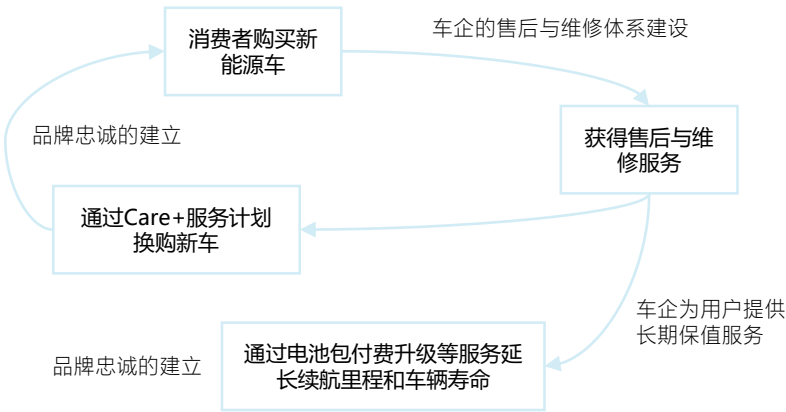 消费者购买新
能源车
车企的售后与维修体系建设
获得售后与维
修服务
品牌忠诚的建立
通过Care+服务计划
换购新车
车企为用户提供
长期保值服务
品牌忠诚的建立
通过电池包付费升级等服务延
长续航里程和车辆寿命